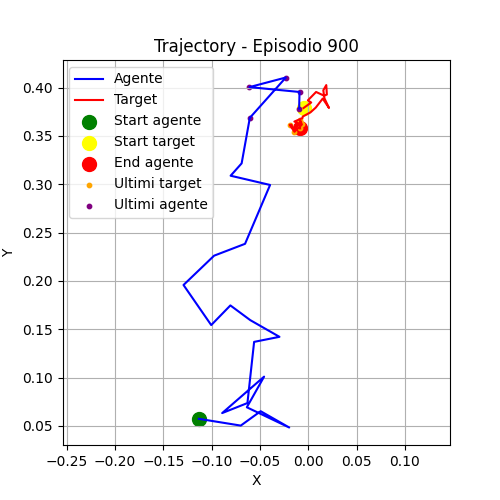 Trajectory - Episodio 900
Agente
Target
Start agente
Start target
End agente
Ultimi target
Ultimi agente
0.40
0.35
0.30
0.25
0.20
0.15
0.10
0.05
Y
−0.25 −0.20 −0.15 −0.10 −0.05 0.00 0.05 0.10
X